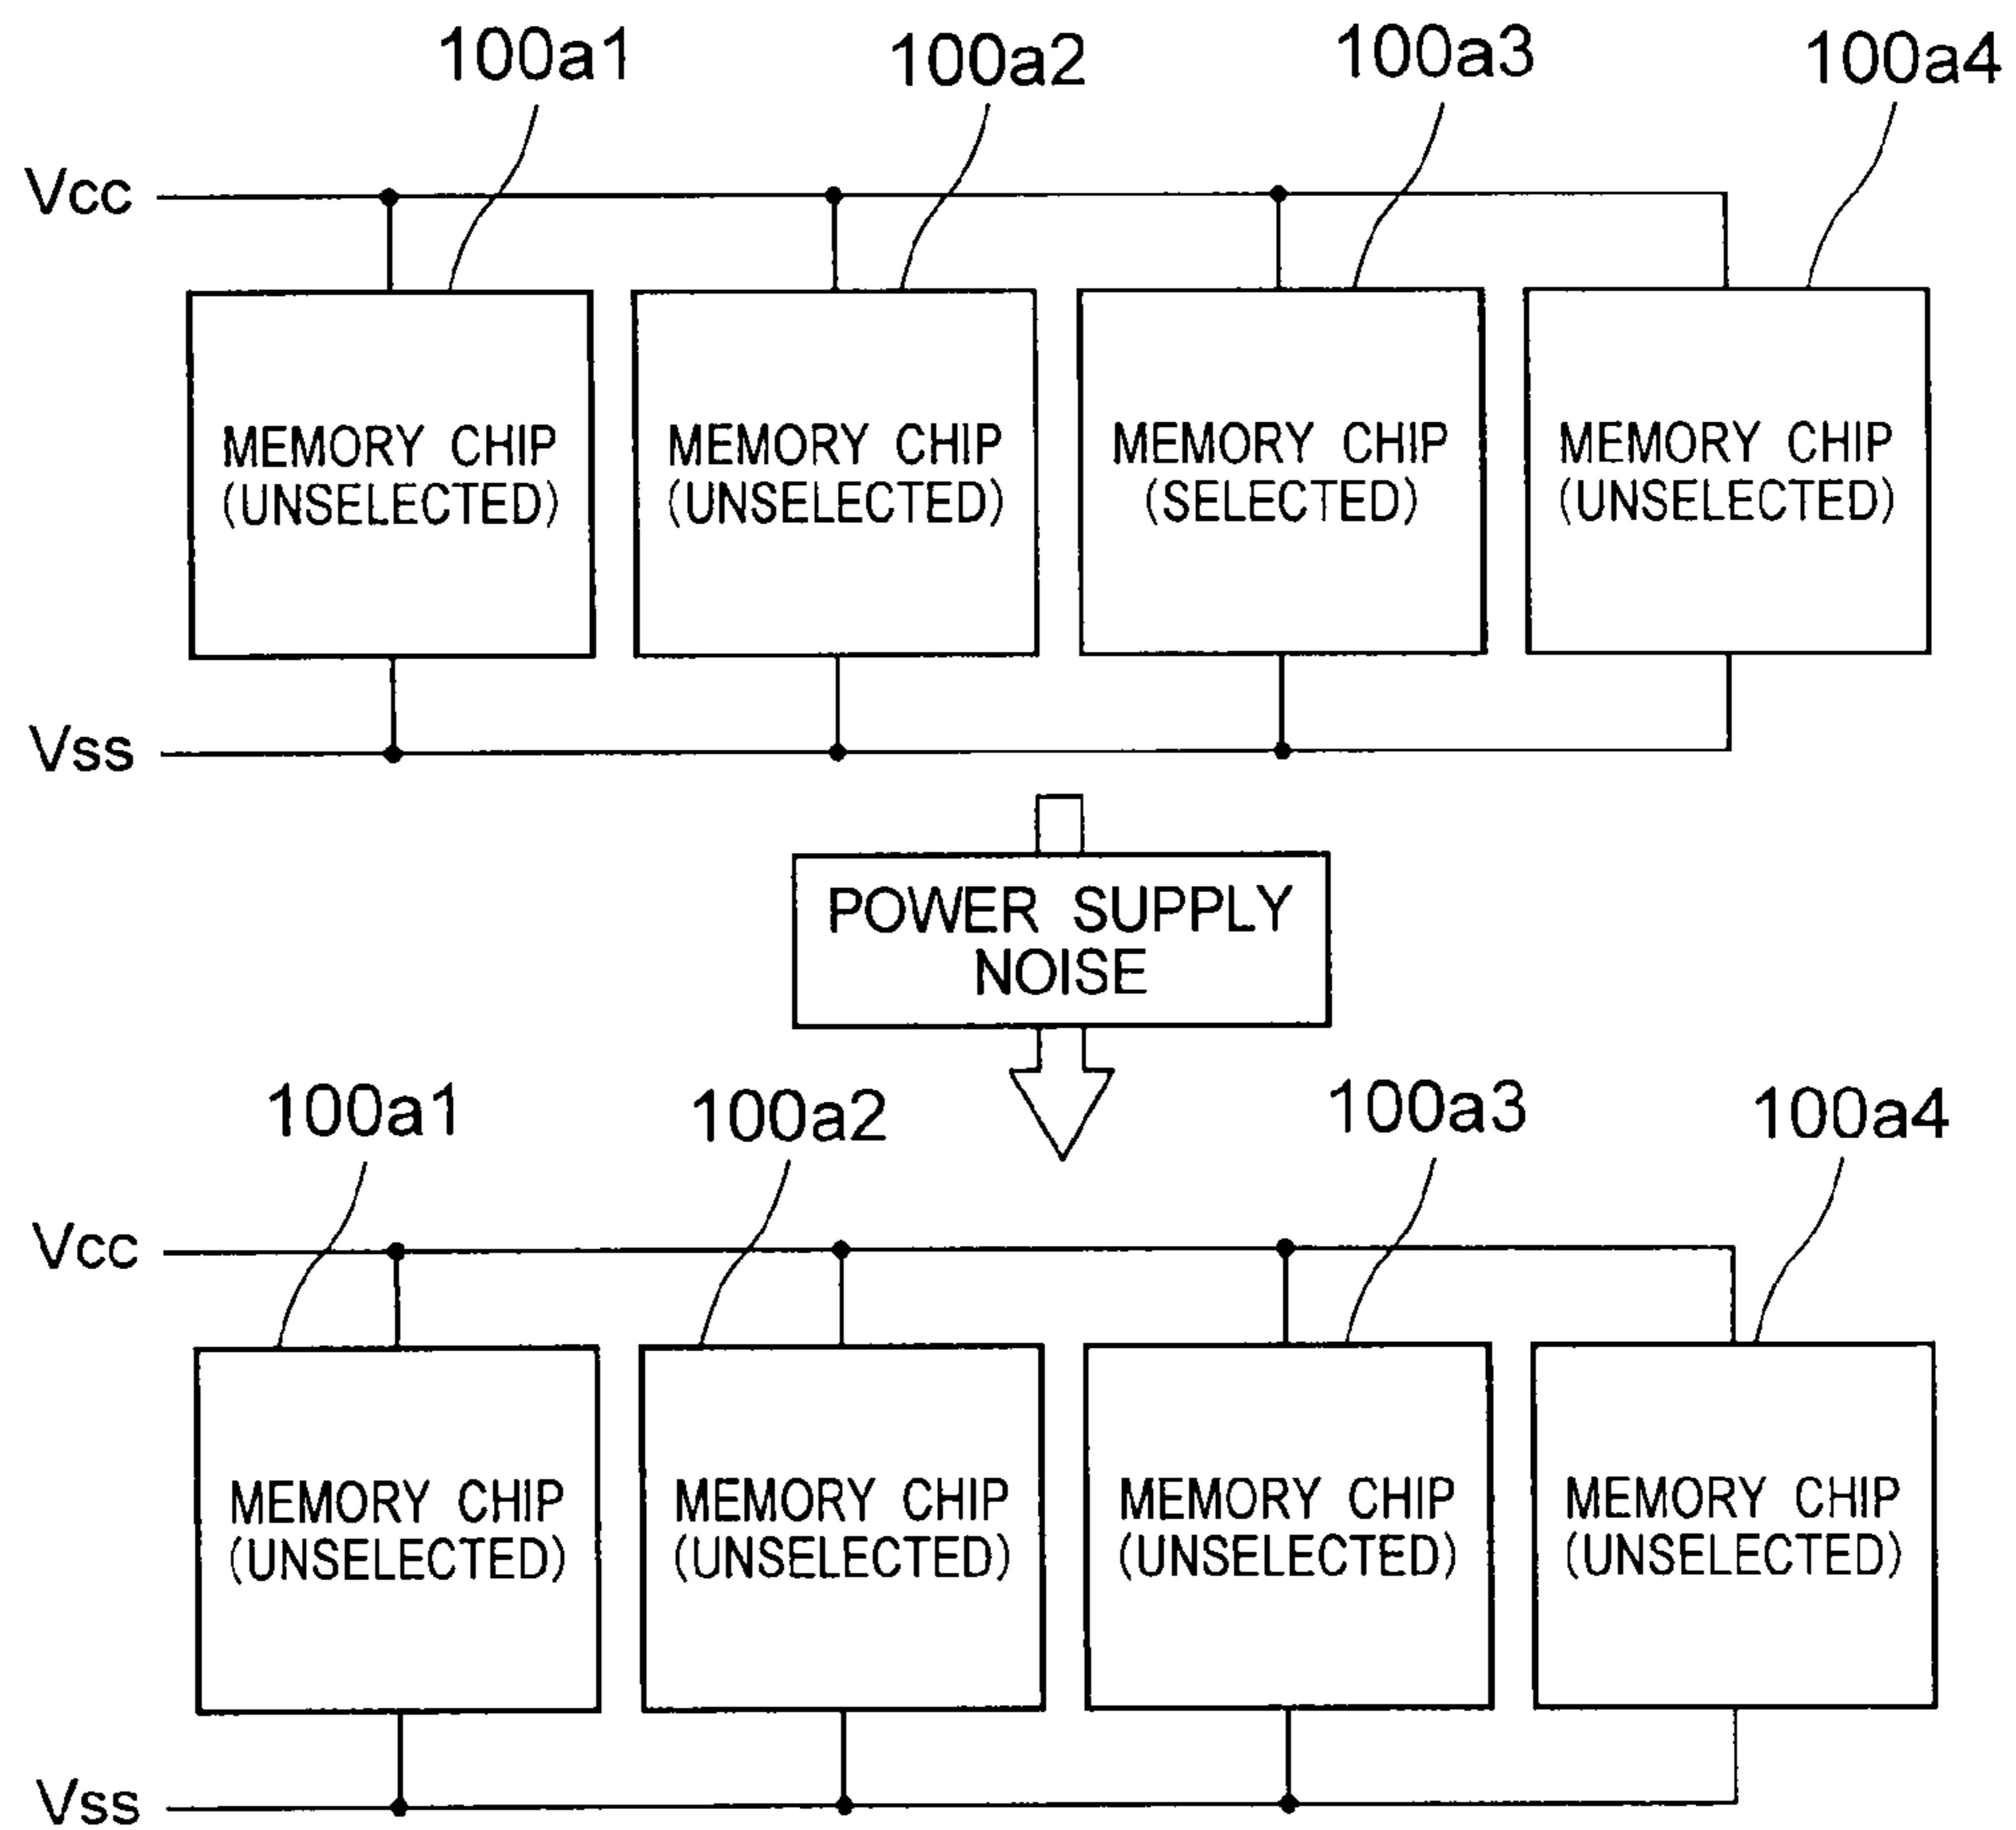 100a1
100a2
100a3
100a4
Vcc
MEMORY CHIP
(UNSELECTED)
MEMORY CHIP
(UNSELECTED)
MEMORY CHIP
(SELECTED)
MEMORY CHIP
(UNSELECTED)
Vss
POWER SUPPLY
NOISE
100a1
100a2
100a3
100a4
Vcc
MEMORY CHIP
(UNSELECTED)
MEMORY CHIP
(UNSELECTED)
MEMORY CHIP
(UNSELECTED)
MEMORY CHIP
(UNSELECTED)
Vss